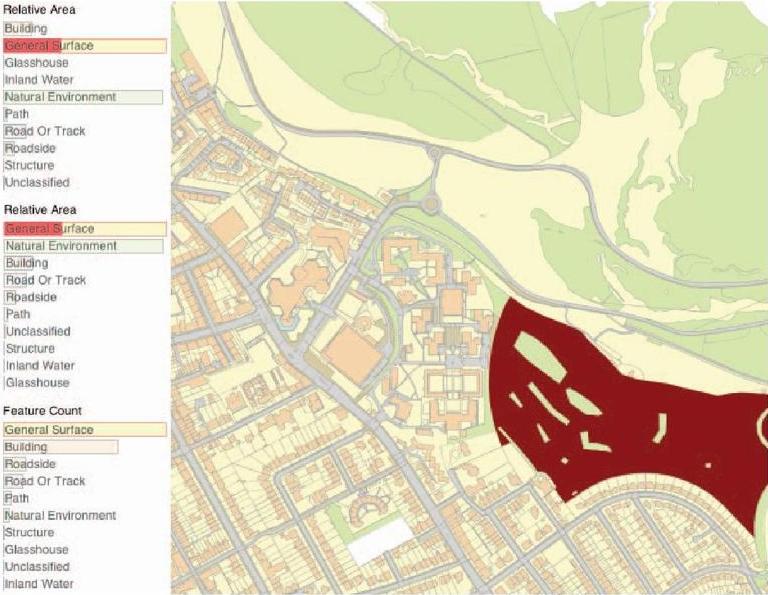 Relative Area
Building
General Surface
Glasshouse
Inland Water
Natural Environment
Path
Road Or Track
Roadside
Structure
Unclassified
Relative Area
General Surface
Natural Environment
Building
Road Or Track
Roadside
Path
Unclassified
Structure
Inland Water
Glasshouse
Feature Count
General Surface
Building
Roadside
Road Or Track
Path
Natural Environment
Structure
Glasshouse
Unclassified
Inland Water